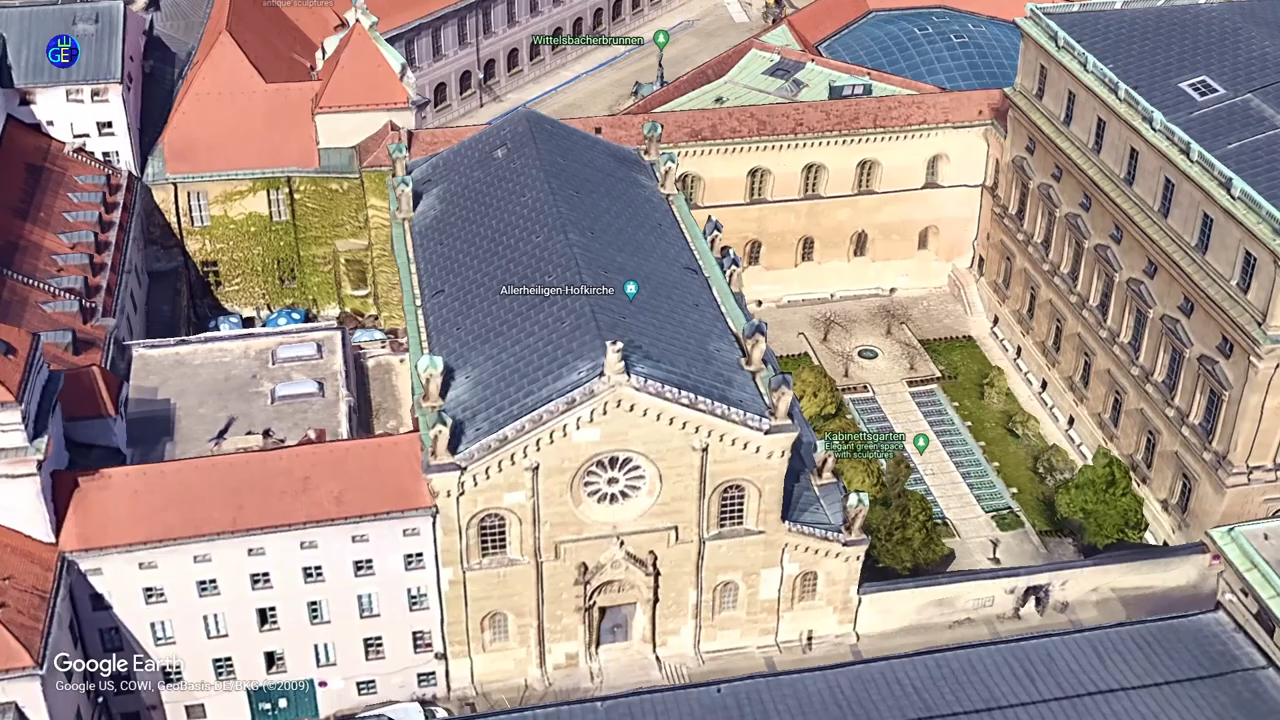 antique sculptures
GEP
Wittelsbacherbrunnen
Allerheiligen-Hofkirche
Kabinettsgarten
Elegant green space
with sculptures
Google Earth
Google US, COWI, GeoBasis-DE/BKG (©2009)